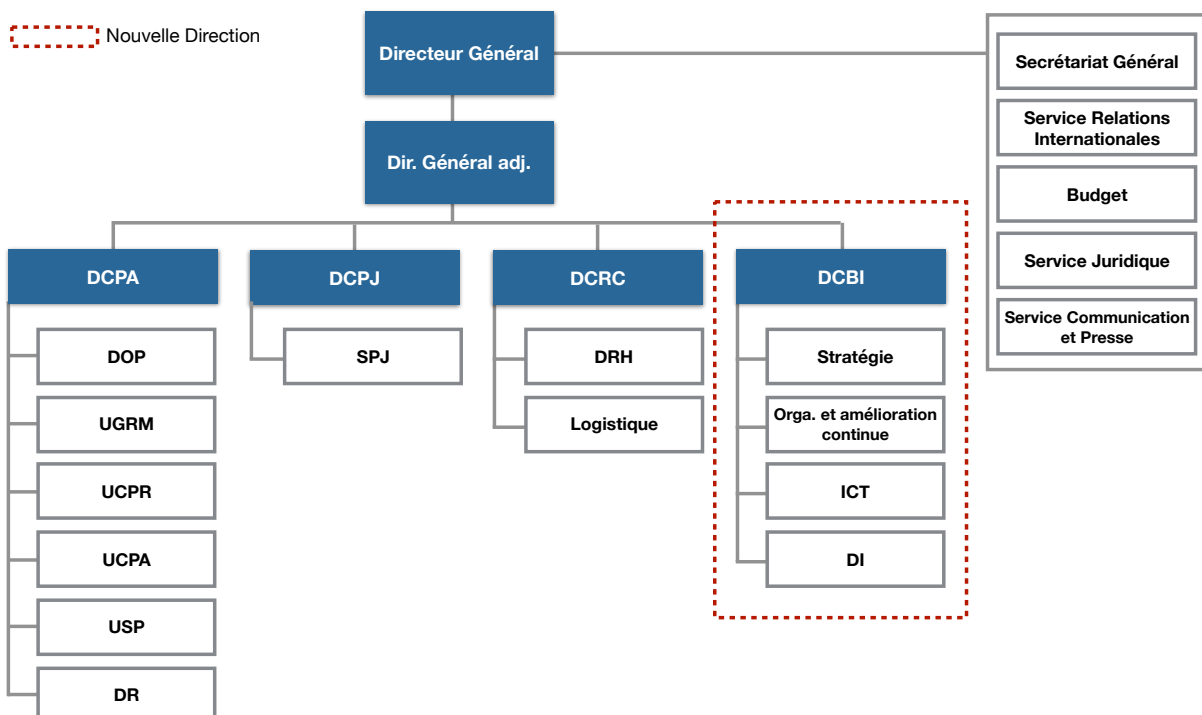 Nouvelle Direction
Directeur Général
Secrétariat Général
Service Relations
Internationales
Dir. Général adj.
Budget
Service Juridique
Service Communication
et Presse
DCPA
DCPJ
DCRC
DCBI
DOP
UGRM
UCPR
UCPA
USP
DR
SPJ
DRH
Logistique
Stratégie
Orga. et amélioration
continue
ICT
DI